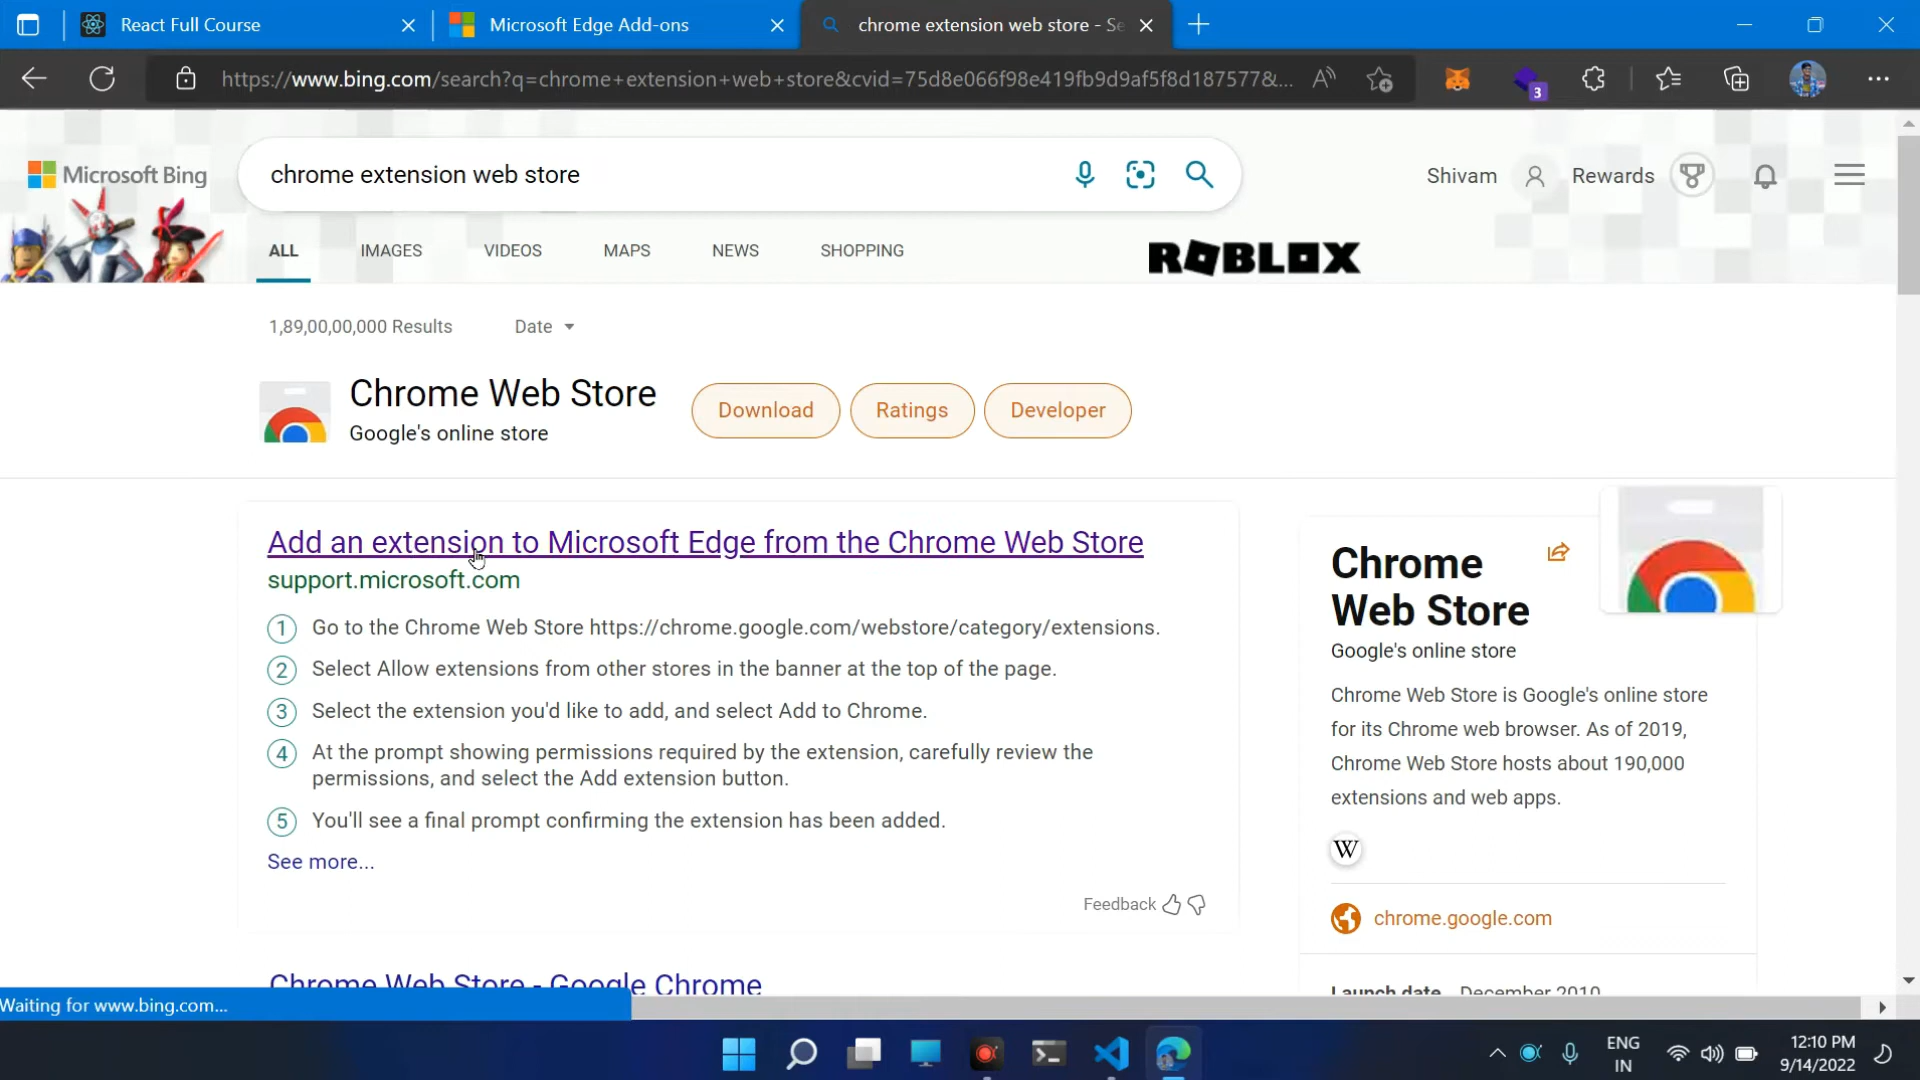 React Full Course
Microsoft Edge Add-ons
chrome extension web store - Se
https://www.bing.com/search?q=chrome+extension+web+store&cvid=75d8e066f98e419fb9d9af5f8d187577&...
3
Microsoft Bing
chrome extension web store
Shivam
Rewards
ALL
IMAGES
VIDEOS
MAPS
NEWS
SHOPPING
ROBLOX
1,89,00,00,000 Results
Date
Chrome Web Store
Google's online store
Download
Ratings
Developer
Add an extension to Microsoft Edge from the Chrome Web Store
support.microsoft.com
1 Go to the Chrome Web Store https://chrome.google.com/webstore/category/extensions.
2 Select Allow extensions from other stores in the banner at the top of the page.
3 Select the extension you'd like to add, and select Add to Chrome.
4 At the prompt showing permissions required by the extension, carefully review the
permissions, and select the Add extension button.
5 You'll see a final prompt confirming the extension has been added.
See more...
Feedback
Chrome Web Store - Google Chrome
Chrome
Web Store
Google's online store
Chrome Web Store is Google's online store
for its Chrome web browser. As of 2019,
Chrome Web Store hosts about 190,000
extensions and web apps.
W
chrome.google.com
Launch date December 2010
Waiting for www.bing.com...
ENG
IN
12:10 PM
9/14/2022